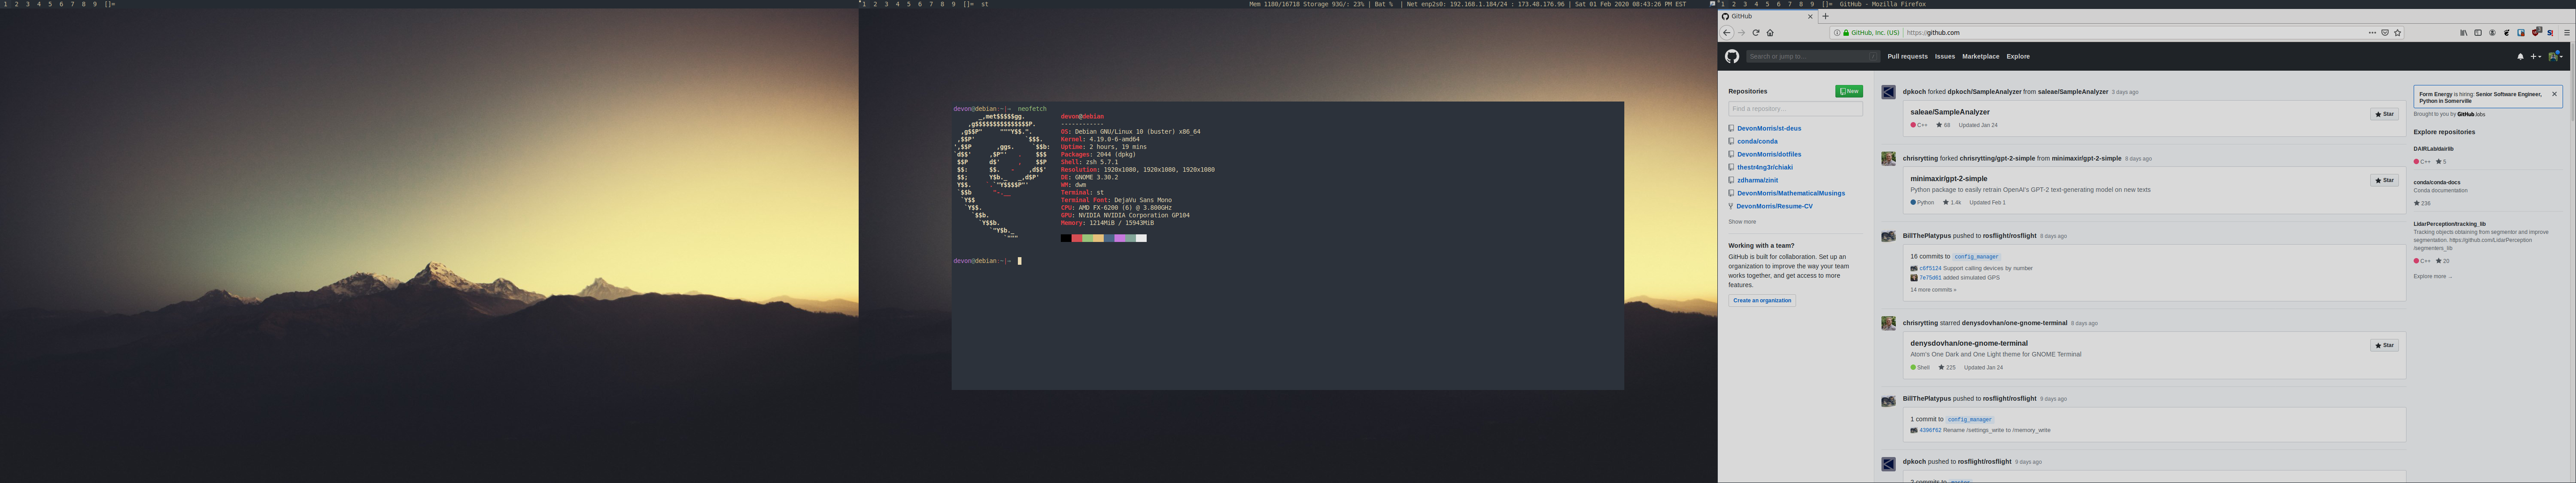 1 2 3 4 5 6 7 8 9 []=
1 2 3 4 5 6 7 8 9 []= st
Mem 1180/16718 Storage 93G/: 23% | Bat % | Net enp2s0: 192.168.1.184/24 : 173.48.176.96 | Sat 01 Feb 2020 08:43:26 PM EST
devon@debian:~|⇒ neofetch
_,met$$$$$gg.
,g$$$$$$$$$$$$$$$P.
,g$$P" """Y$$.".
,$$P' `$$$.
',$$P ,ggs. `$$b:
`d$$' ,$P"' . $$$
$$P d$' , $$P
$$: $$. - ,d$$'
$$; Y$b._ _,d$P'
Y$$. `.`"Y$$$$P"'
`$$b "-.__
`Y$$
`Y$$.
`$$b.
`Y$$b.
`"Y$b._
`"""
devon@debian
------------
OS: Debian GNU/Linux 10 (buster) x86_64
Kernel: 4.19.0-6-amd64
Uptime: 2 hours, 19 mins
Packages: 2044 (dpkg)
Shell: zsh 5.7.1
Resolution: 1920x1080, 1920x1080, 1920x1080
DE: GNOME 3.30.2
WM: dwm
Terminal: st
Terminal Font: DejaVu Sans Mono
CPU: AMD FX-6200 (6) @ 3.800GHz
GPU: NVIDIA NVIDIA Corporation GP104
Memory: 1214MiB / 15943MiB
devon@debian:~|⇒
1 2 3 4 5 6 7 8 9 []= GitHub - Mozilla Firefox
GitHub
GitHub, Inc. (US) https://github.com
Search or jump to... / Pull requests Issues Marketplace Explore
Repositories New
Find a repository...
DevonMorris/st-deus
conda/conda
DevonMorris/dotfiles
thestr4ng3r/chiaki
zdharma/zinit
DevonMorris/MathematicalMusings
DevonMorris/Resume-CV
Show more
Working with a team?
GitHub is built for collaboration. Set up an
organization to improve the way your team
works together, and get access to more
features.
Create an organization
dpkoch forked dpkoch/SampleAnalyzer from saleae/SampleAnalyzer 3 days ago
saleae/SampleAnalyzer
Star
C++ 68 Updated Jan 24
chrisrytting forked chrisrytting/gpt-2-simple from minimaxir/gpt-2-simple 8 days ago
minimaxir/gpt-2-simple
Star
Python package to easily retrain OpenAI's GPT-2 text-generating model on new texts
Python 1.4k Updated Feb 1
BillThePlatypus pushed to rosflight/rosflight 8 days ago
16 commits to config_manager
c6f5124 Support calling devices by number
7e75d61 added simulated GPS
14 more commits »
chrisrytting starred denysdovhan/one-gnome-terminal 8 days ago
denysdovhan/one-gnome-terminal
Star
Atom's One Dark and One Light theme for GNOME Terminal
Shell 225 Updated Jan 24
BillThePlatypus pushed to rosflight/rosflight 9 days ago
1 commit to config_manager
4396f62 Rename /settings_write to /memory_write
dpkoch pushed to rosflight/rosflight 9 days ago
2 commits to master
Form Energy is hiring: Senior Software Engineer,
Python in Somerville
Brought to you by GitHub Jobs
Explore repositories
DAIRLab/dairlib
C++ 5
conda/conda-docs
Conda documentation
236
LidarPerception/tracking_lib
Tracking objects obtaining from segmentor and improve
segmentation. https://github.com/LidarPerception
/segmenters_lib
C++ 20
Explore more →